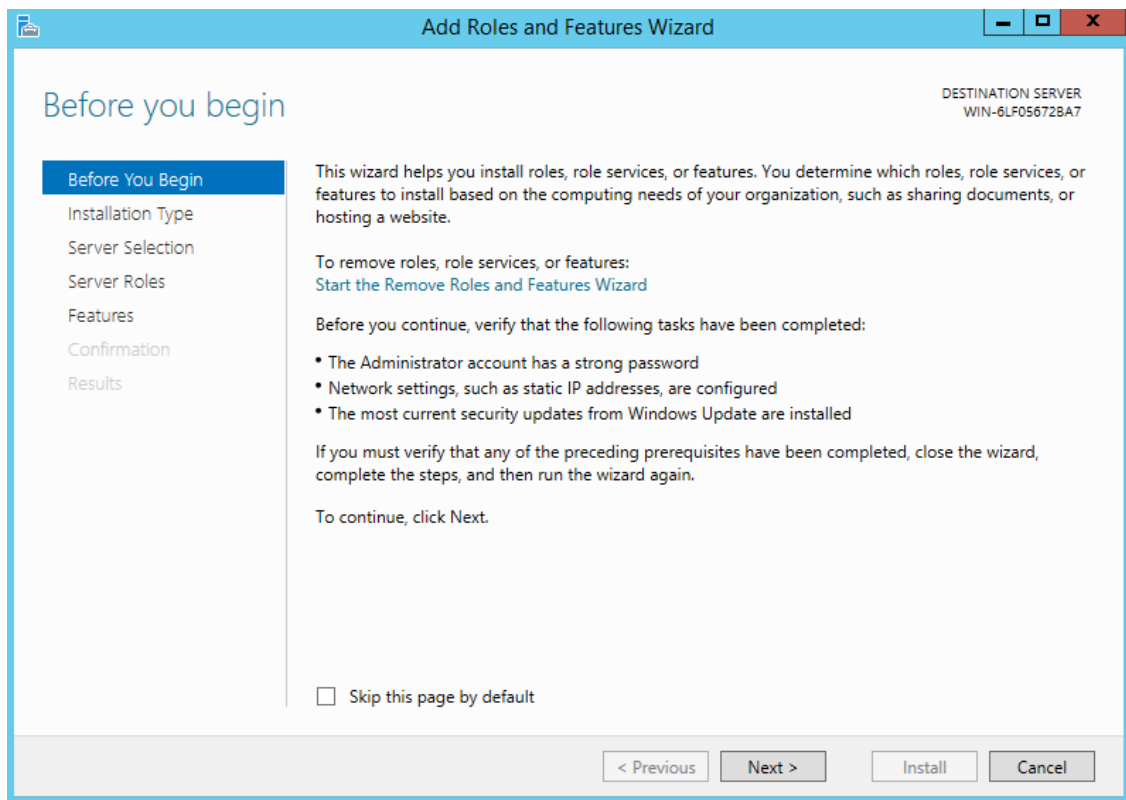 Add Roles and Features Wizard
Before you begin
DESTINATION SERVER
WIN-6LF05672BA7
Before You Begin
Installation Type
Server Selection
Server Roles
Features
Confirmation
Results
This wizard helps you install roles, role services, or features. You determine which roles, role services, or
features to install based on the computing needs of your organization, such as sharing documents, or
hosting a website.
To remove roles, role services, or features:
Start the Remove Roles and Features Wizard
Before you continue, verify that the following tasks have been completed:
• The Administrator account has a strong password
• Network settings, such as static IP addresses, are configured
• The most current security updates from Windows Update are installed
If you must verify that any of the preceding prerequisites have been completed, close the wizard,
complete the steps, and then run the wizard again.
To continue, click Next.
Skip this page by default
< Previous
Next >
Install
Cancel